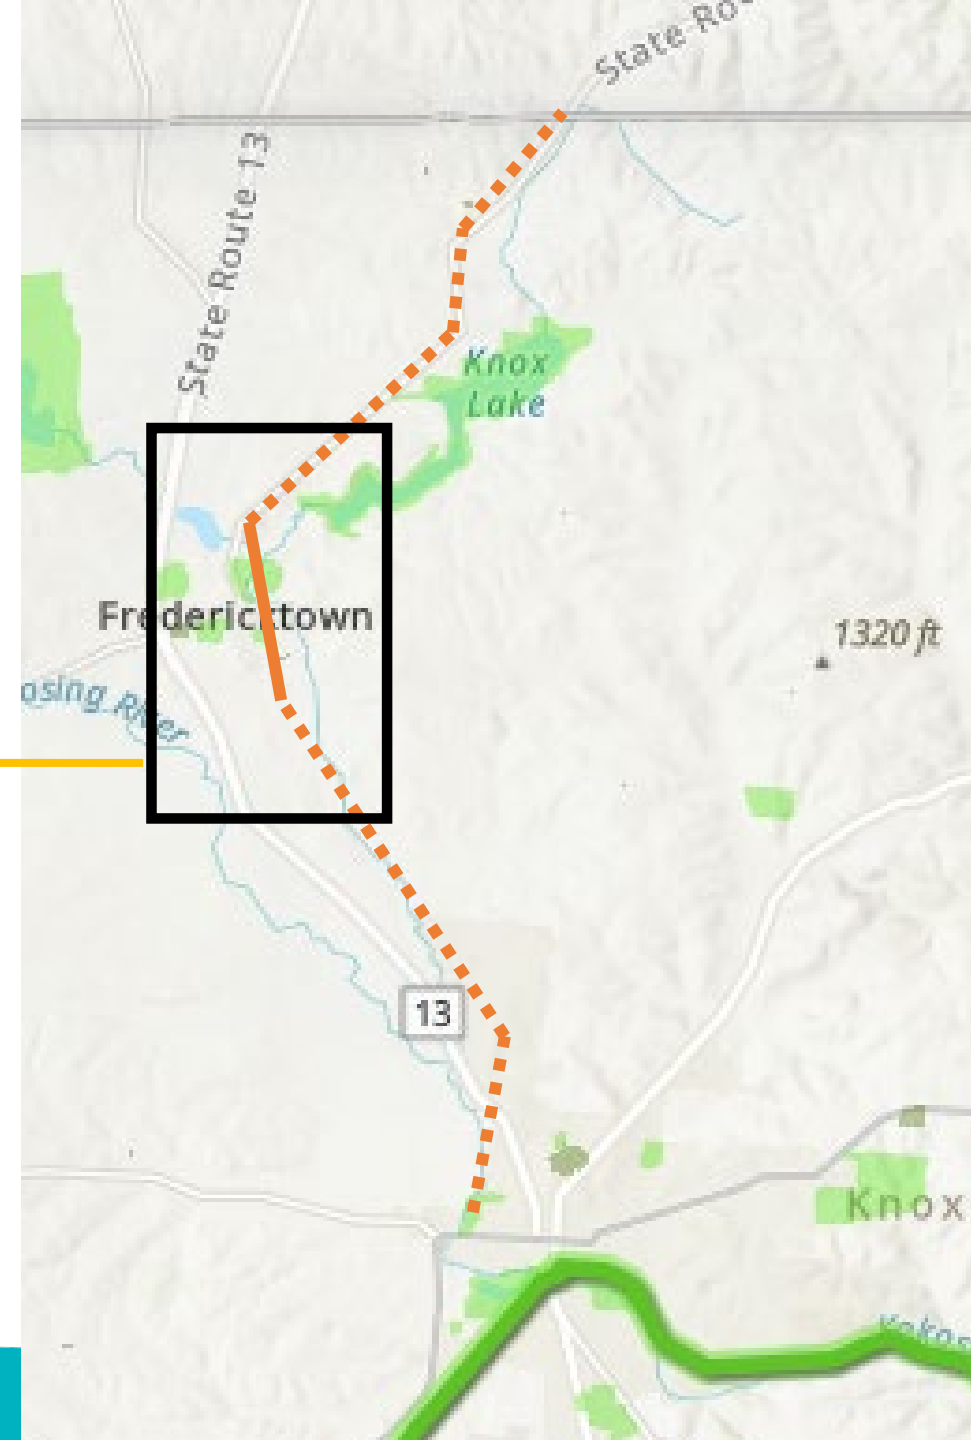 State Ro
State Route 13
Knox
Lake
Fredericktown
1320 ft
osing River
13
Knox
Kokos